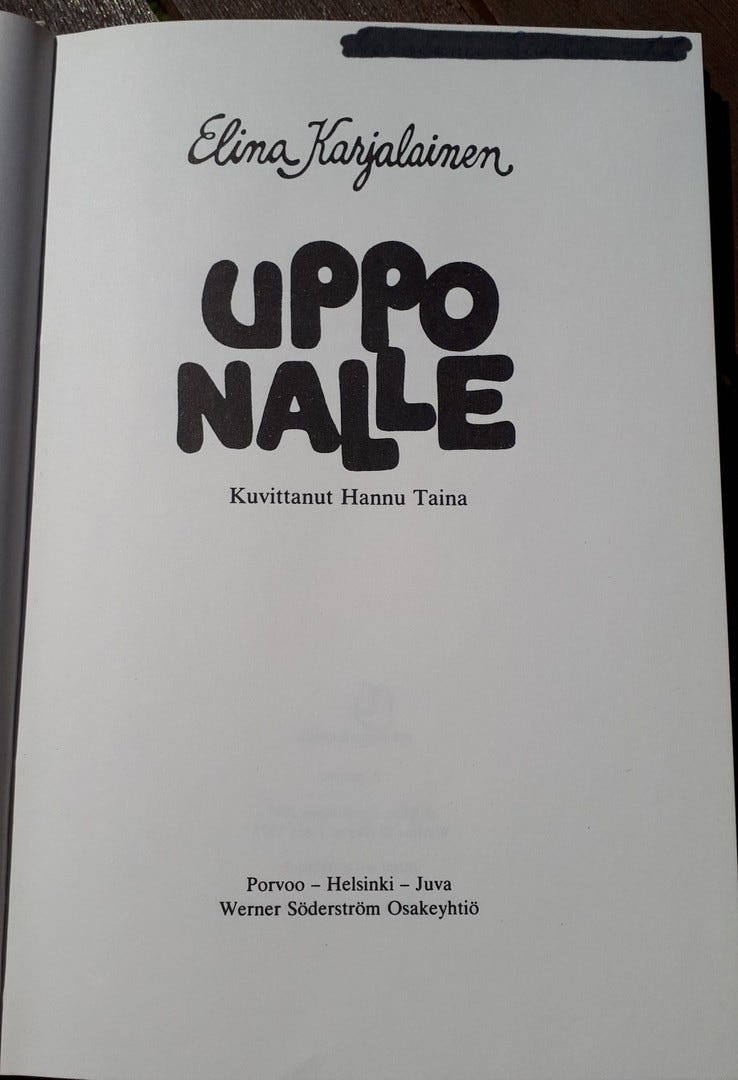 Elina Karjalainen
UPPO
NALLE
Kuvittanut Hannu Taina
Porvoo – Helsinki – Juva
Werner Söderström Osakeyhtiö